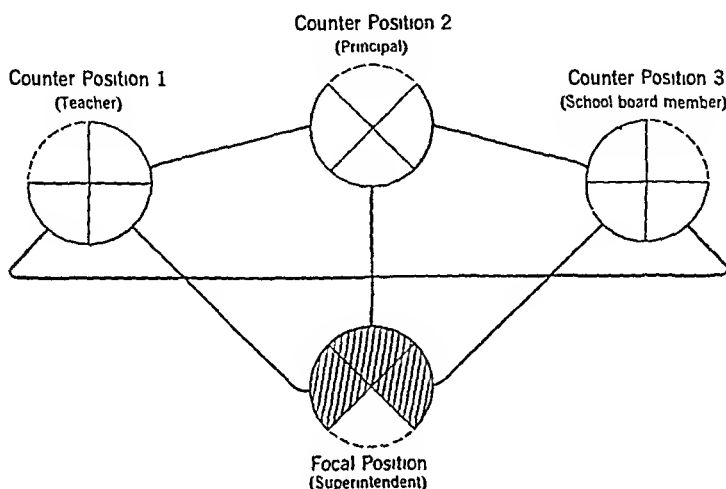 Counter Position 2
(Principal)
Counter Position 1
(Teacher)
Counter Position 3
(School board member)
Focal Position
(Superintendent)